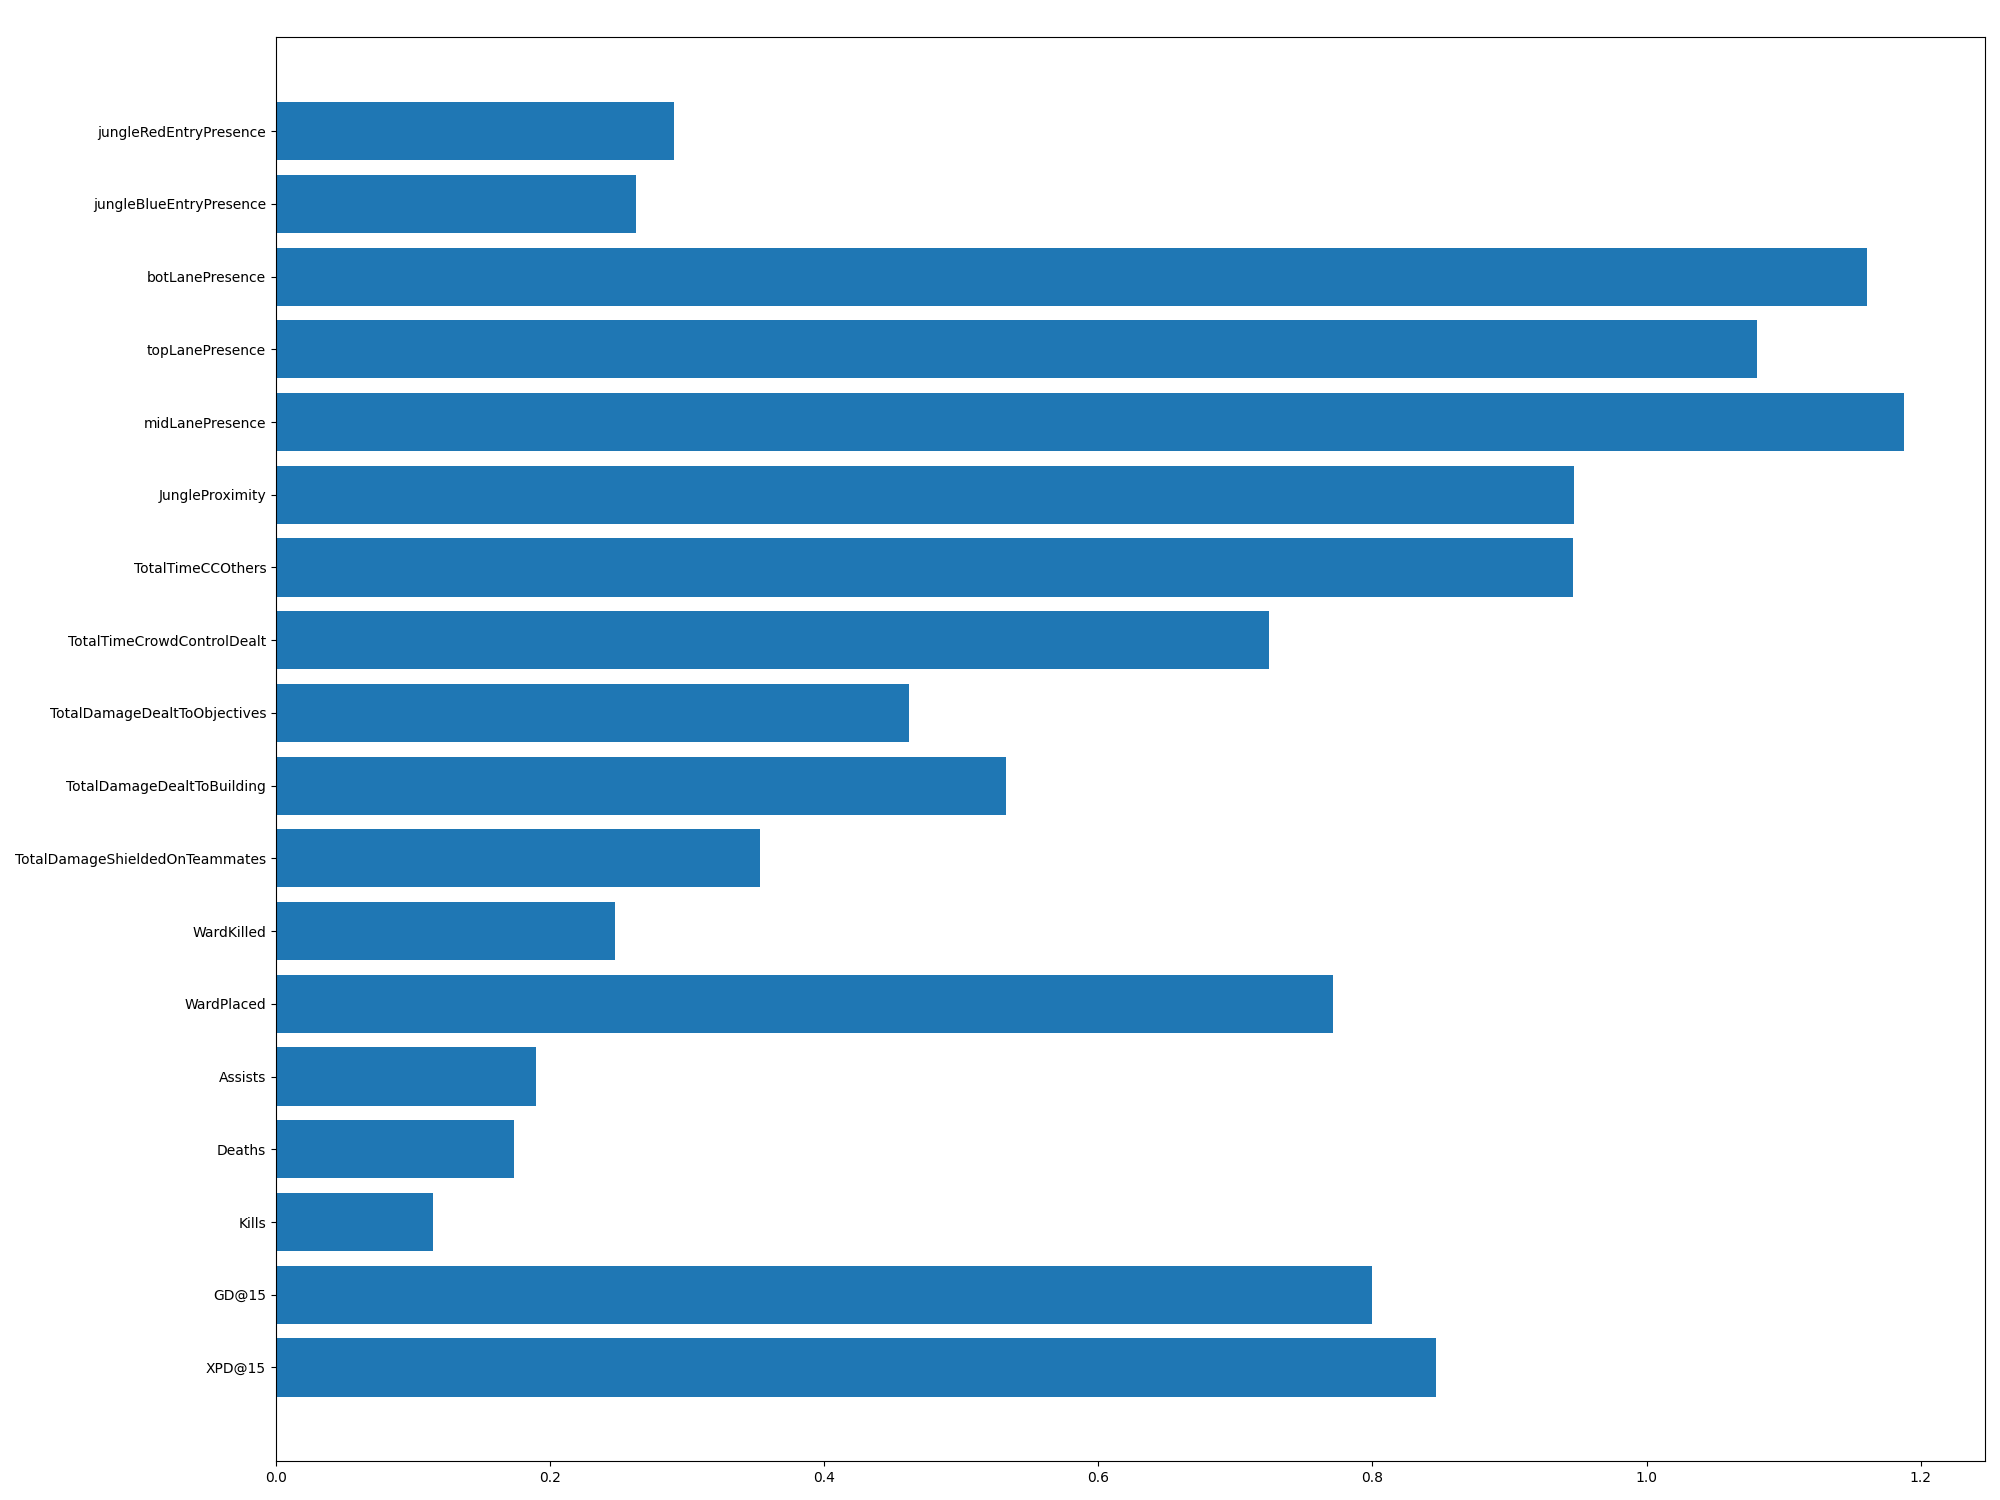 jungleRedEntryPresence
jungleBlueEntryPresence
botLanePresence
topLanePresence
midLanePresence
JungleProximity
TotalTimeCCOthers
TotalTimeCrowdControlDealt
TotalDamageDealtToObjectives
TotalDamageDealtToBuilding
TotalDamageShieldedOnTeammates
WardKilled
WardPlaced
Assists
Deaths
Kills
GD@15
XPD@15
0.0 0.2 0.4 0.6 0.8 1.0 1.2